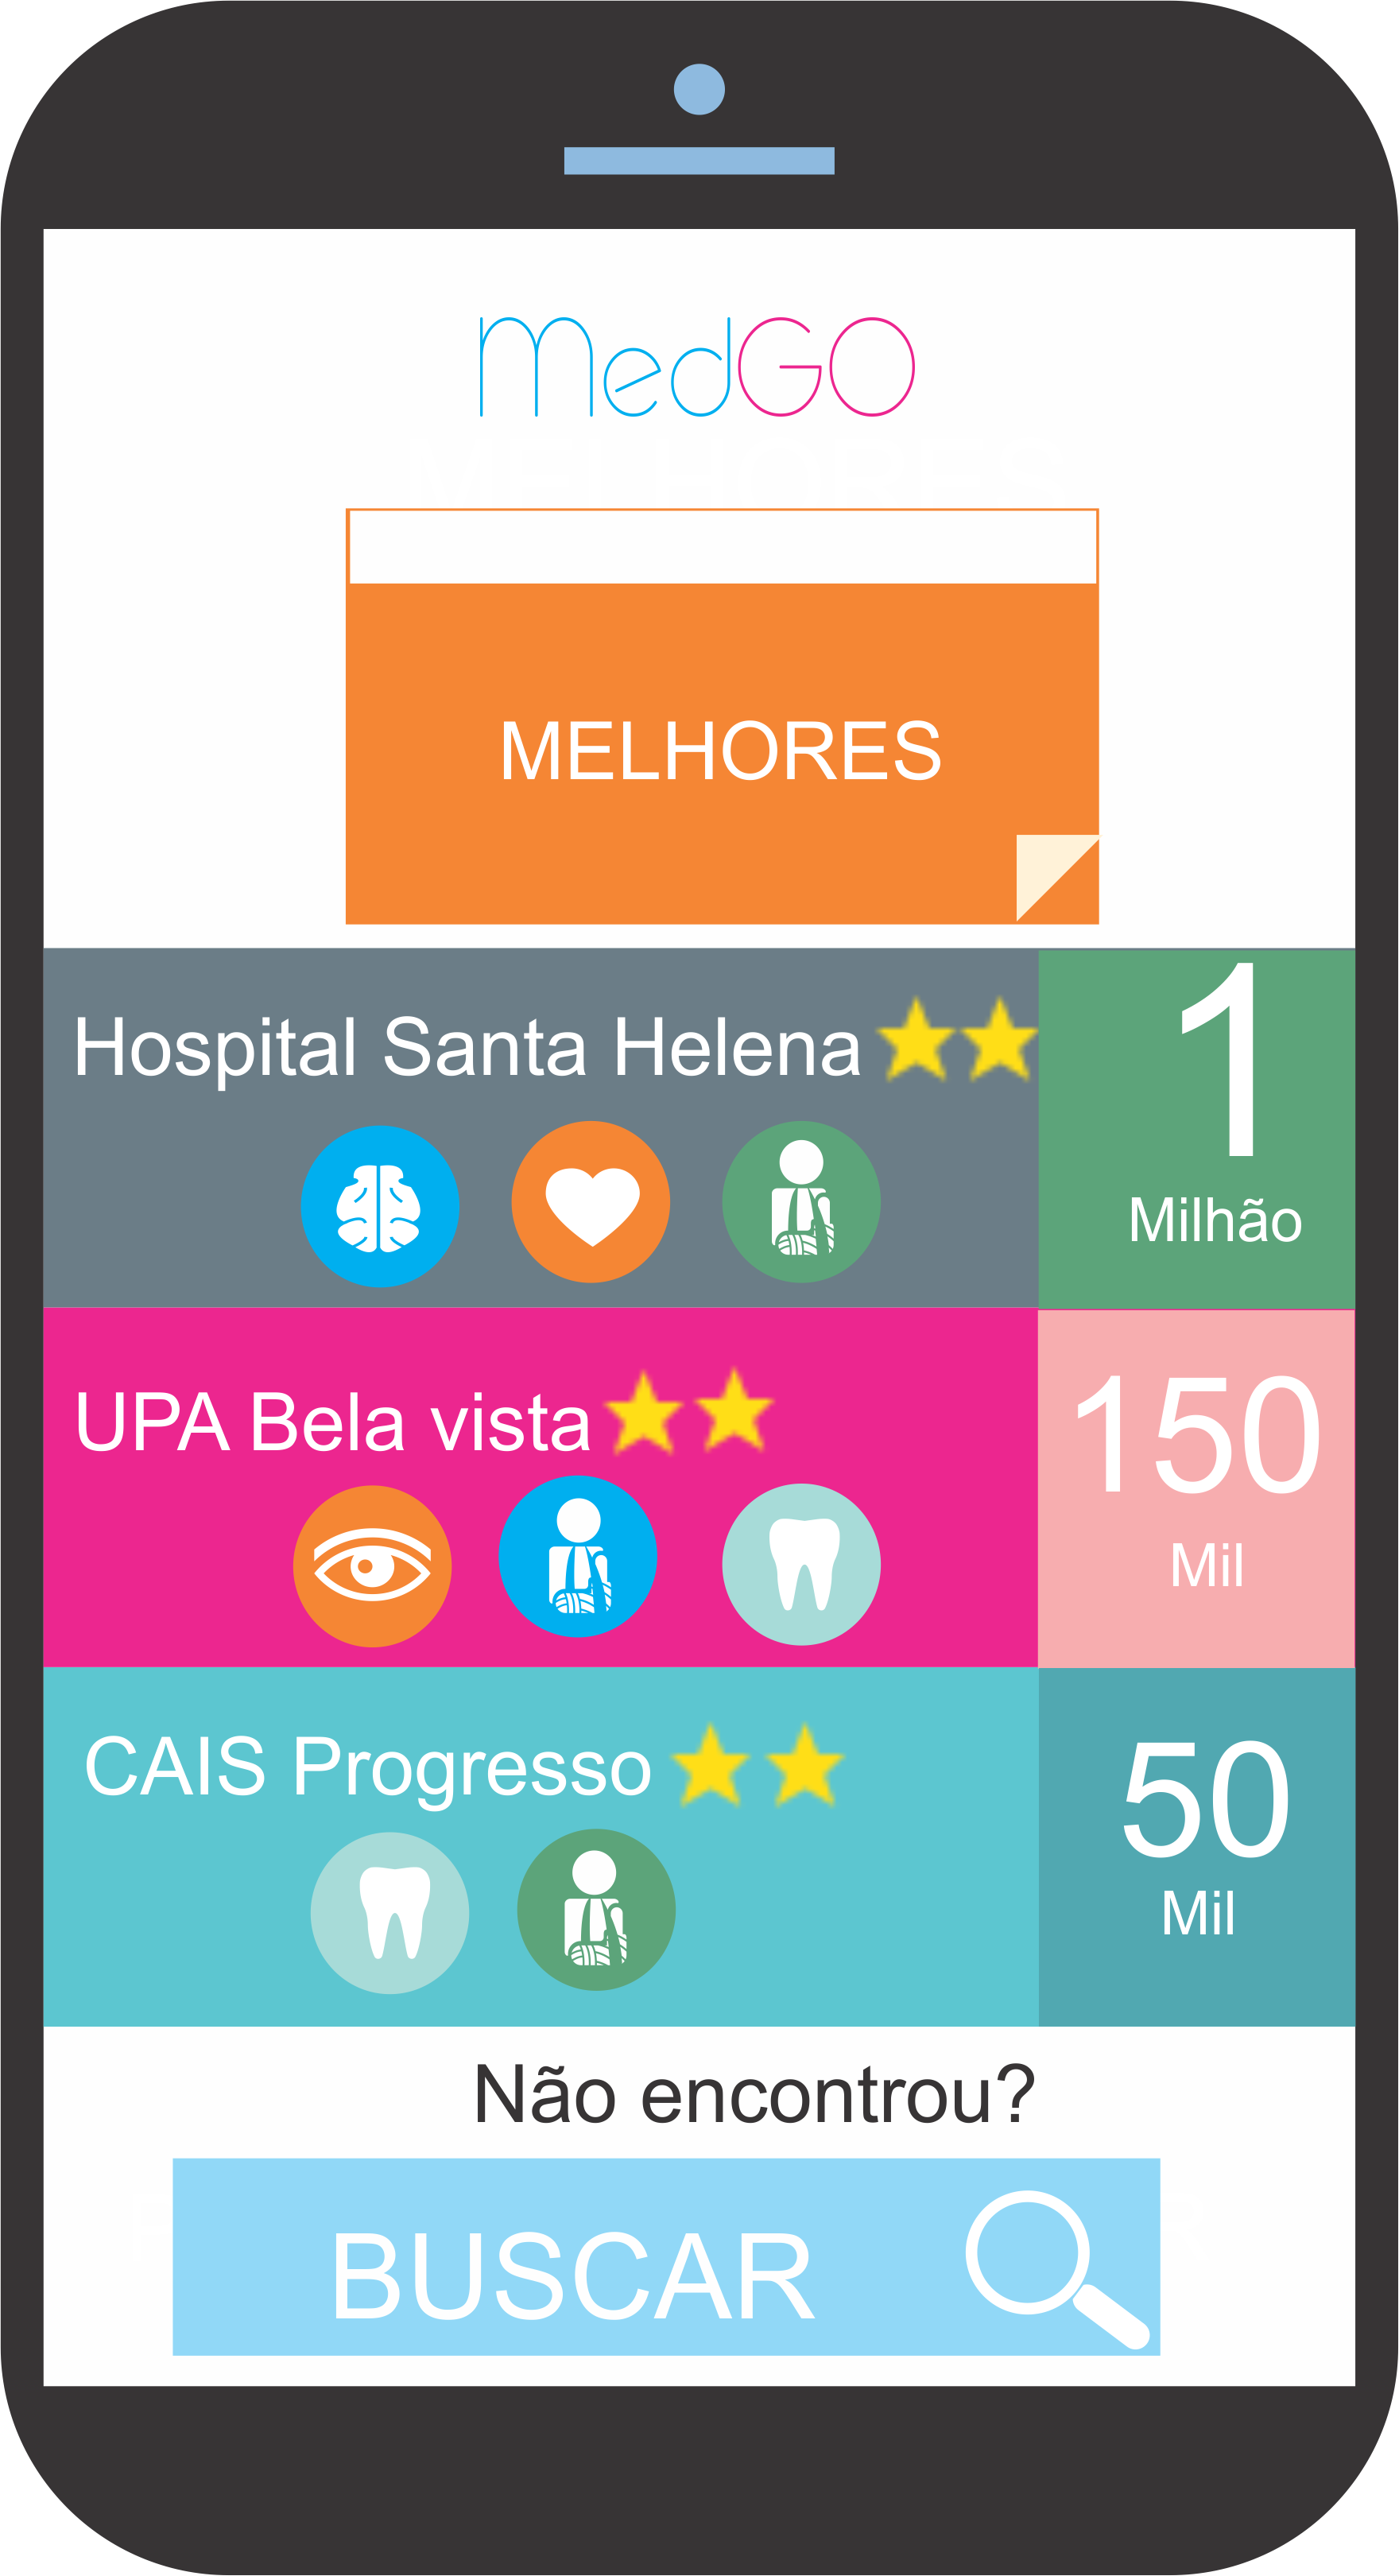 MedGO
MELHORES
Hospital Santa Helena
1
Milhão
UPA Bela vista
150
Mil
CAIS Progresso
50
Mil
Não encontrou?
BUSCAR